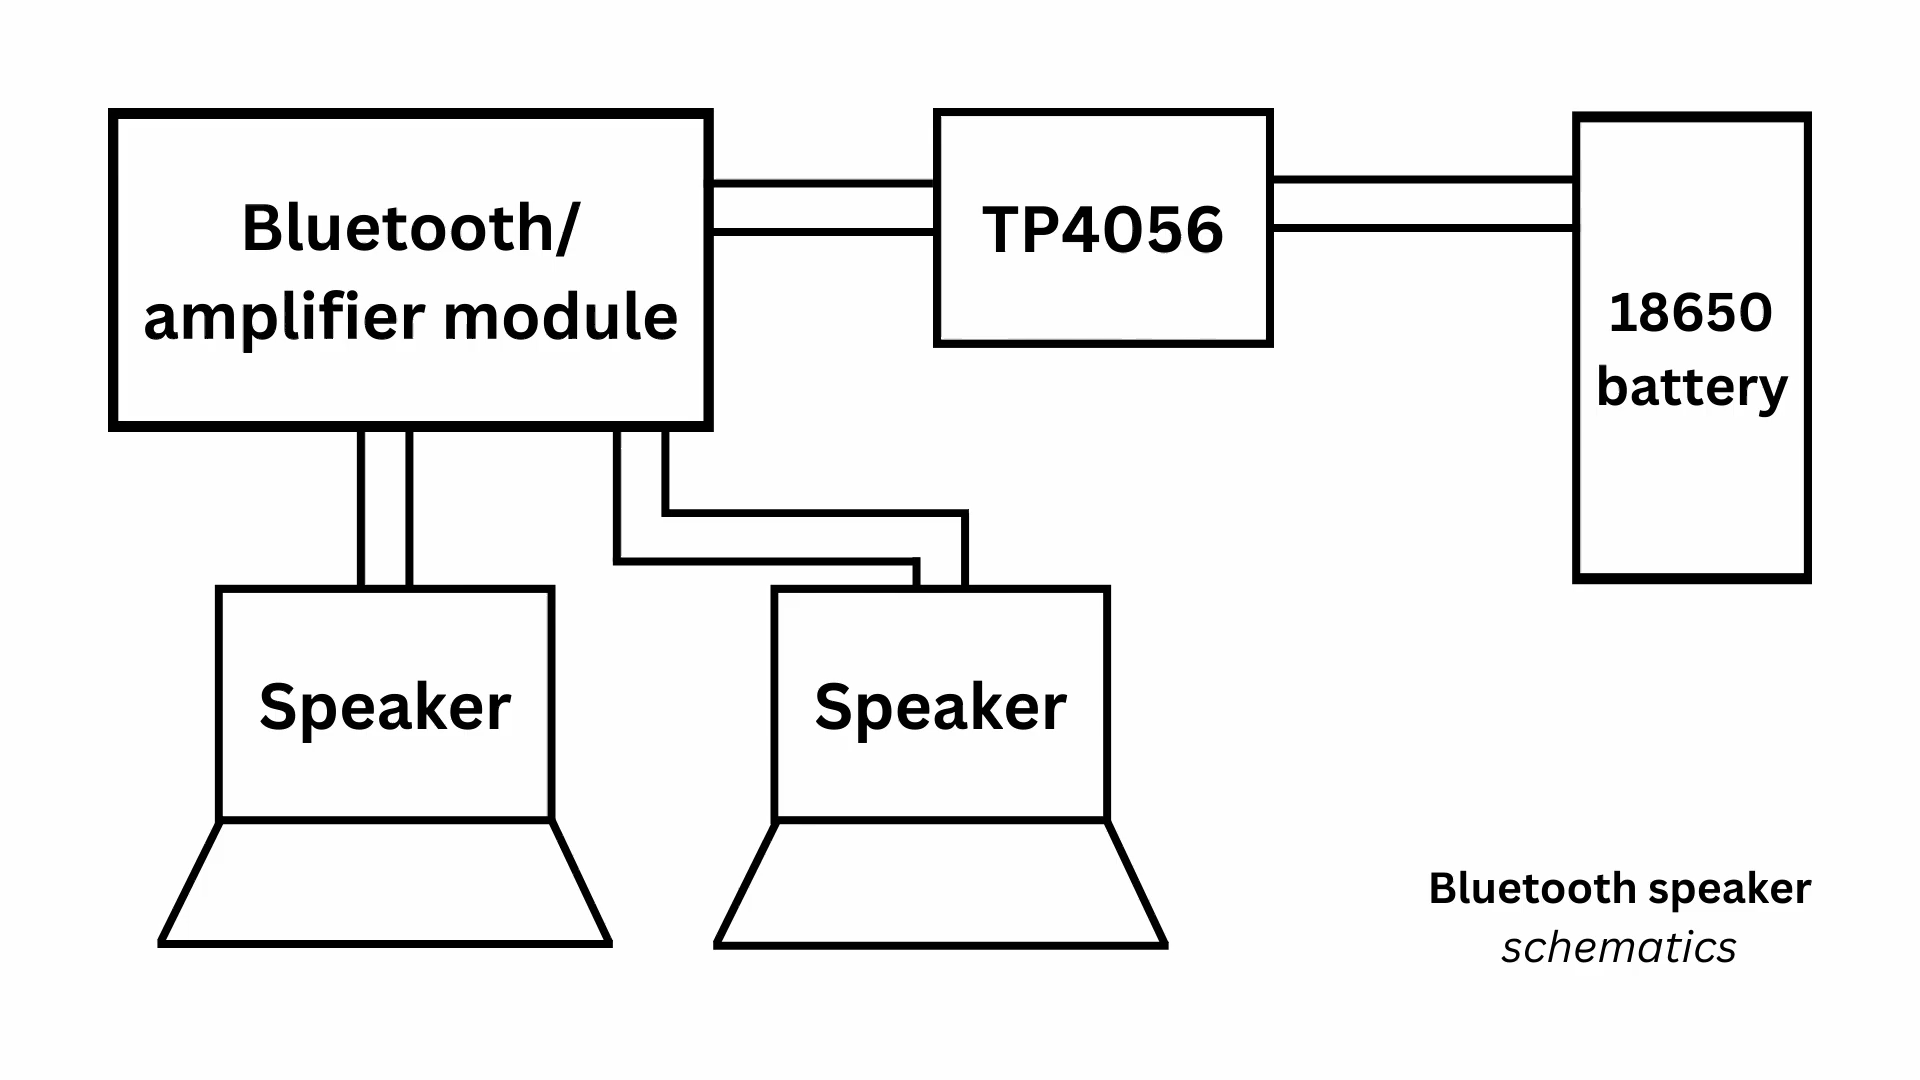 Bluetooth/
amplifier module
TP4056
18650
battery
Speaker
Speaker
Bluetooth speaker
schematics